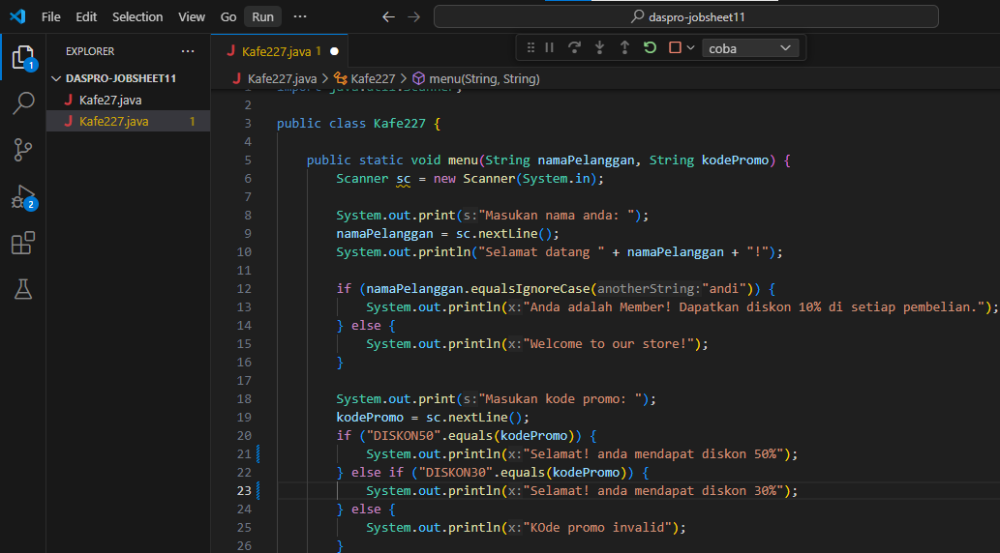 File Edit Selection View Go Run ··· daspro-jobsheet11
EXPLORER ···
DASPRO-JOBSHEET11
J Kafe27.java
J Kafe227.java 1
1
2
J Kafe227.java 1 ●
coba
J Kafe227.java > Kafe227 > menu(String, String)
1 import java.util.Scanner;
2
3 public class Kafe227 {
4
5 public static void menu(String namaPelanggan, String kodePromo) {
6 Scanner sc = new Scanner(System.in);
7
8 System.out.print(s:"Masukan nama anda: ");
9 namaPelanggan = sc.nextLine();
10 System.out.println("Selamat datang " + namaPelanggan + "!");
11
12 if (namaPelanggan.equalsIgnoreCase(anotherString:"andi")) {
13 System.out.println(x:"Anda adalah Member! Dapatkan diskon 10% di setiap pembelian.");
14 } else {
15 System.out.println(x:"Welcome to our store!");
16 }
17
18 System.out.print(s:"Masukan kode promo: ");
19 kodePromo = sc.nextLine();
20 if ("DISKON50".equals(kodePromo)) {
21 System.out.println(x:"Selamat! anda mendapat diskon 50%");
22 } else if ("DISKON30".equals(kodePromo)) {
23 System.out.println(x:"Selamat! anda mendapat diskon 30%");
24 } else {
25 System.out.println(x:"KOde promo invalid");
26 }